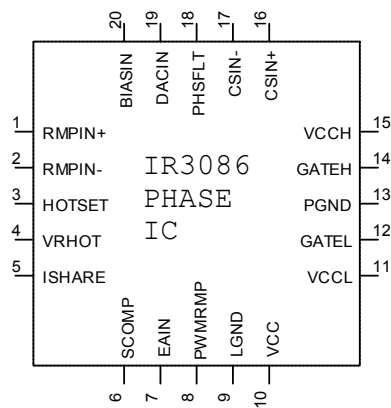 20 19 18 17 16
BIASIN DACIN PHSFLT CSIN- CSIN+
1 RMPIN+ VCCH 15
2 RMPIN- IR3086 GATEH 14
3 HOTSET PHASE PGND 13
4 VRHOT IC GATEL 12
5 ISHARE VCCL 11
SCOMP EAIN PWMRMP LGND VCC
6 7 8 9 10